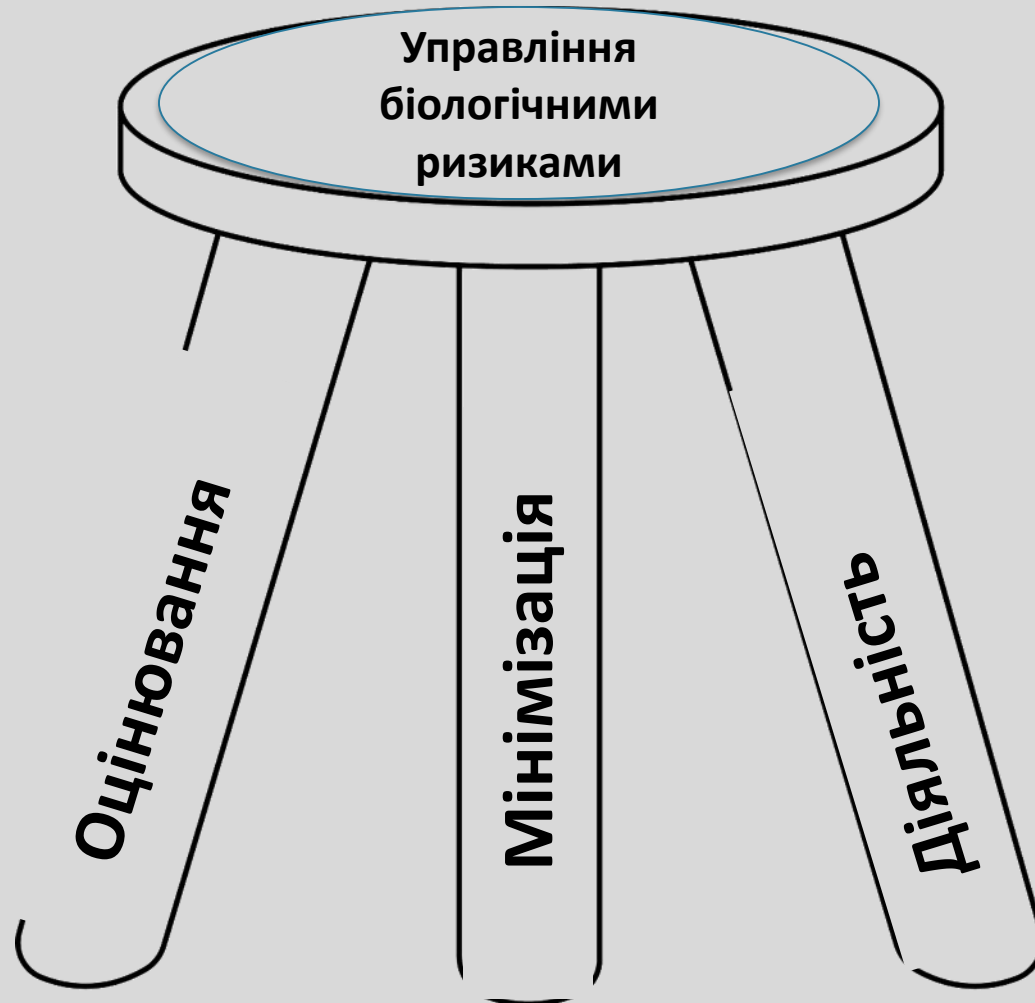 Управління
біологічними
ризиками
Оцінювання
Мінімізація
Діяльність